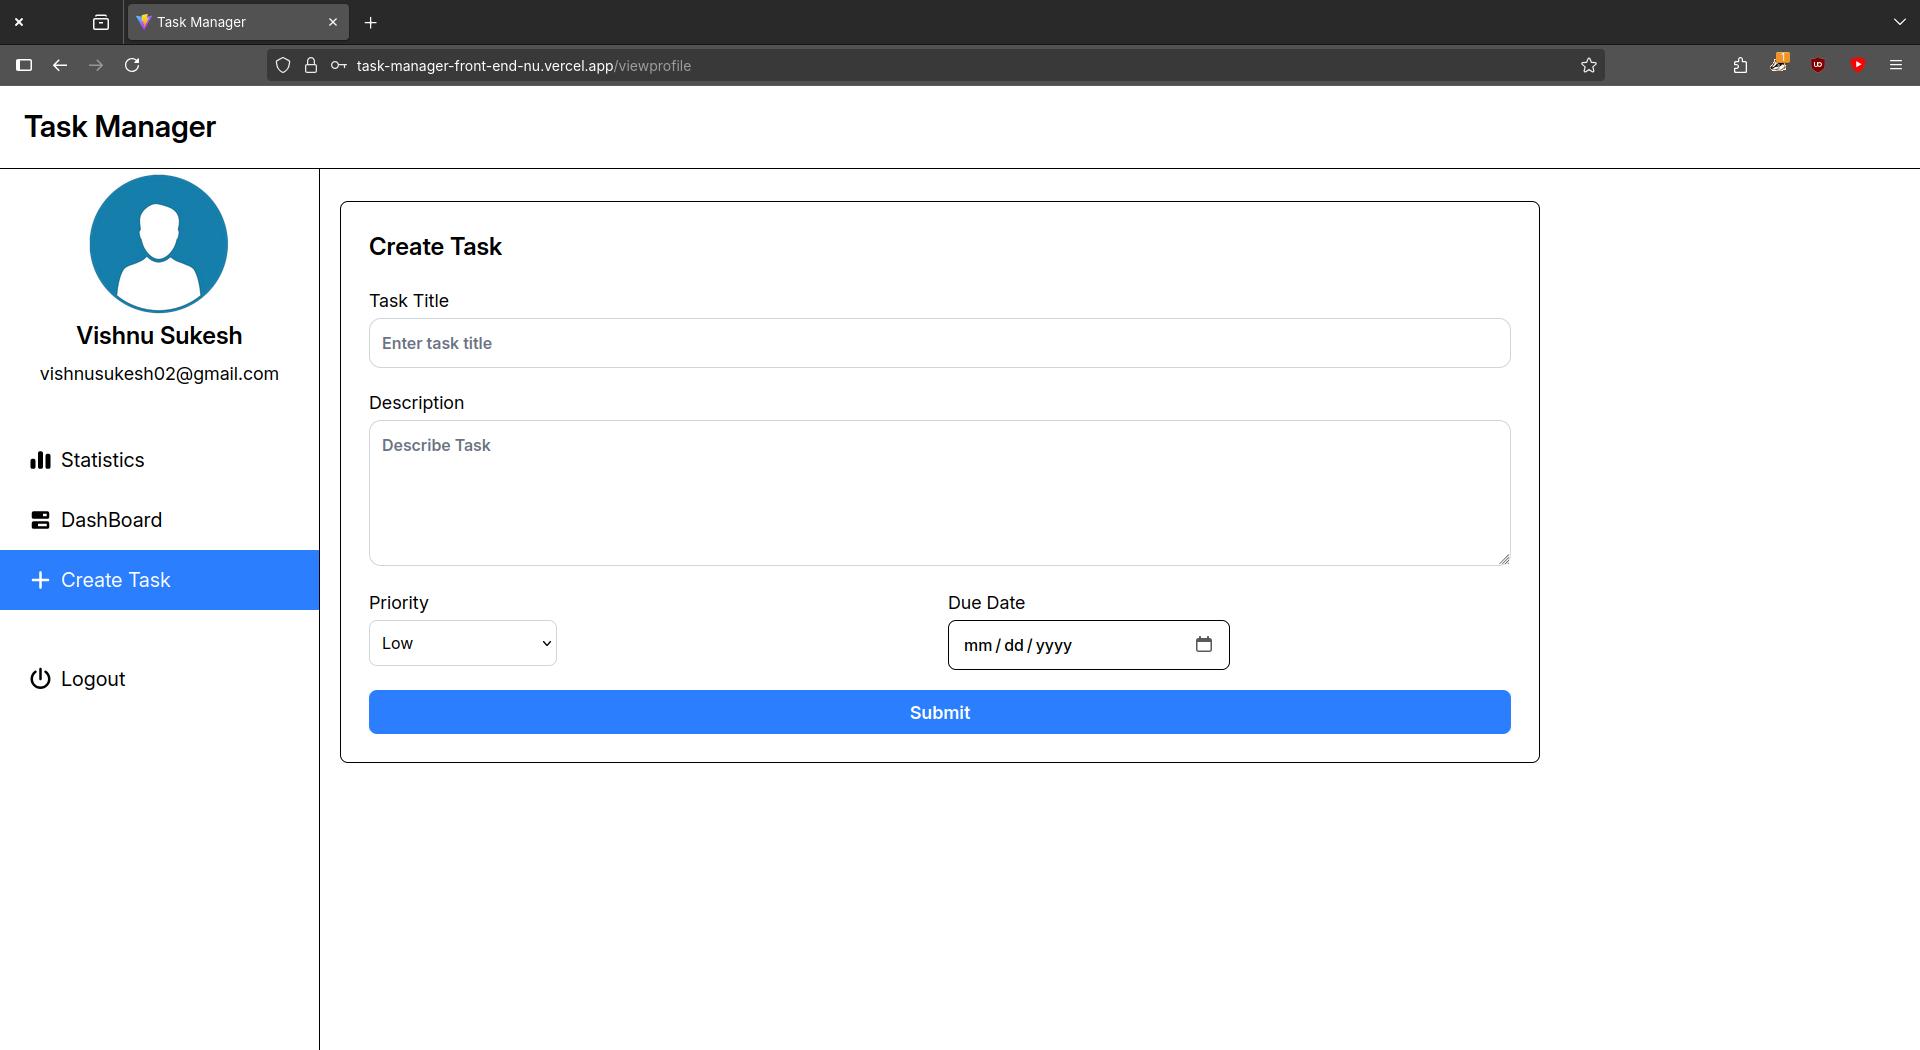 Task Manager
task-manager-front-end-nu.vercel.app/viewprofile
1
UD
Task Manager
Vishnu Sukesh
vishnusukesh02@gmail.com
Statistics
DashBoard
Create Task
Logout
Create Task
Task Title
Enter task title
Description
Describe Task
Priority
Due Date
Low
mm/dd/yyyy
Submit